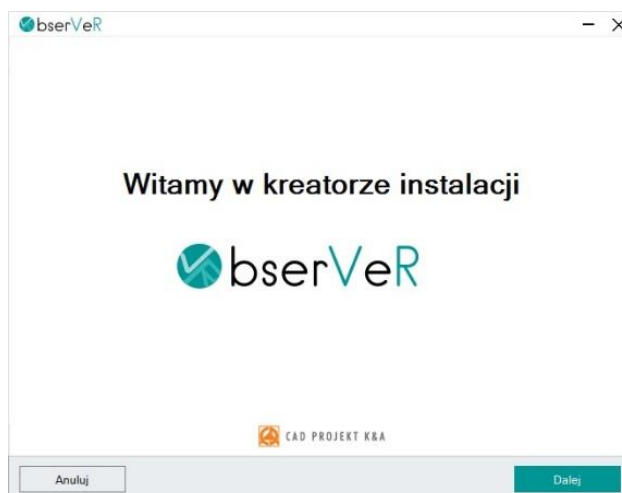 ObserVeR
Witamy w kreatorze instalacji
ObserVeR
CAD PROJEKT K&A
Anuluj
Dalej